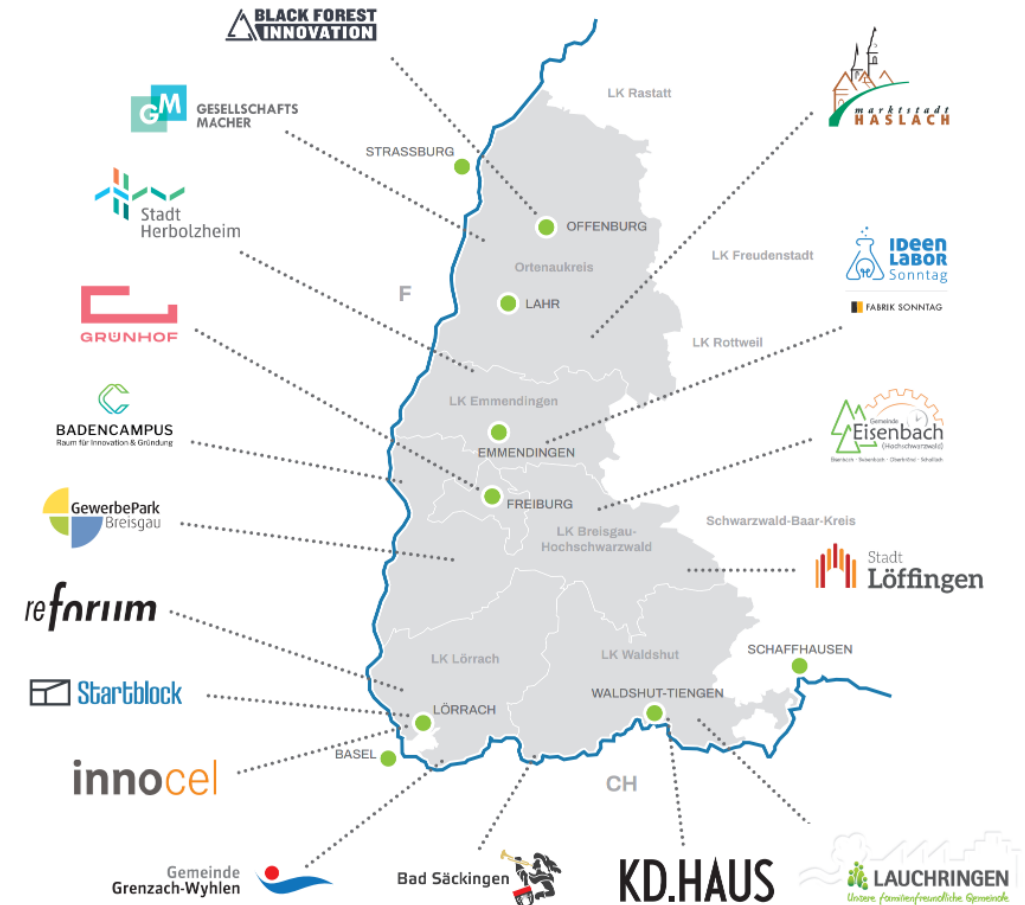 BLACK FOREST
INNOVATION
GM
GESELLSCHAFTS
MACHER
Stadt
Herbolzheim
GRÜNHOF
BADENCAMPUS
Raum für Innovation & Gründung
GewerbePark
Breisgau
reforum
Startblock
innocel
Gemeinde
Grenzach-Wyhlen
Bad Säckingen
KD.HAUS
LAUCHRINGEN
Unsere familienfreundliche Gemeinde
Stadt
Löffingen
Gemeinde
Eisenbach
(Hochschwarzwald)
IDEEN
LABOR
Sonntag
FABRIK SONNTAG
marktstadt
HASLACH
LK Rastatt
STRASSBURG
OFFENBURG
Ortenaukreis
LK Freudenstadt
F
LAHR
LK Rottweil
LK Emmendingen
EMMENDINGEN
FREIBURG
LK Breisgau-
Hochschwarzwald
Schwarzwald-Baar-Kreis
LK Lörrach
LK Waldshut
SCHAFFHAUSEN
WALDSHUT-TIENGEN
LÖRRACH
BASEL
CH